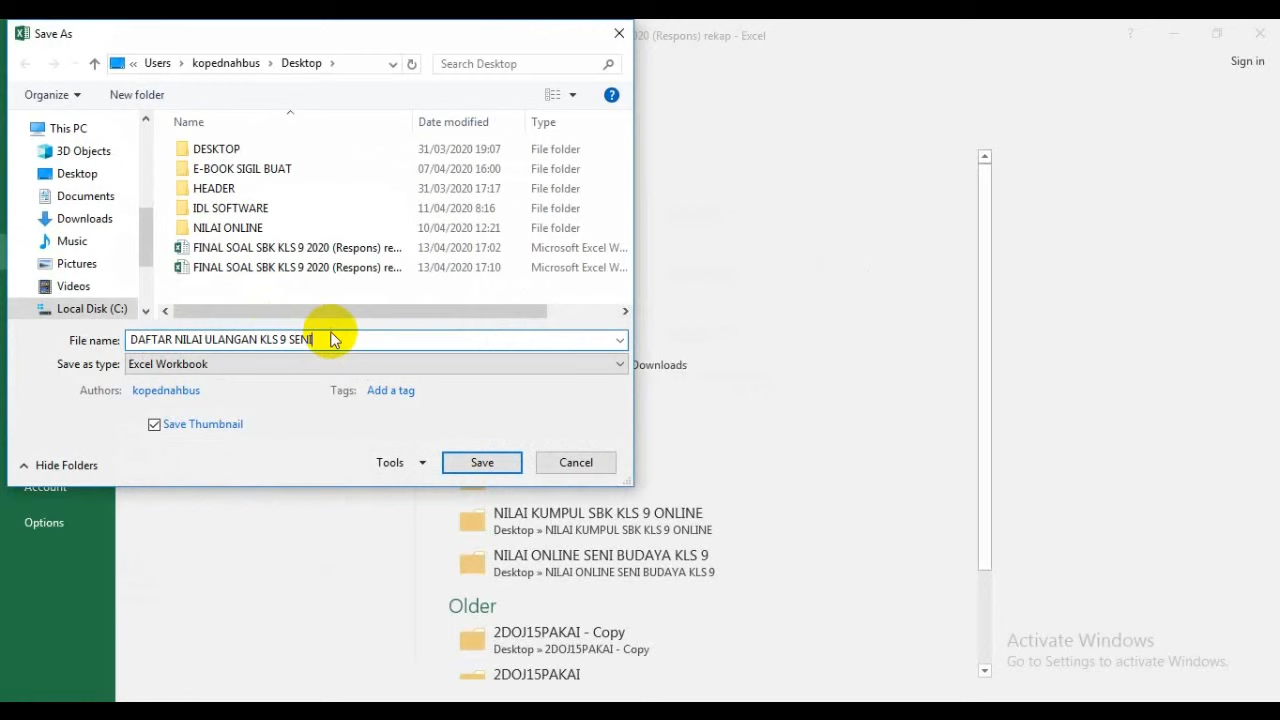 Save As
20 (Respons) rekap - Excel
Sign in
« Users > kopednahbus > Desktop >
Search Desktop
Organize
New folder
This PC
3D Objects
Desktop
Documents
Downloads
Music
Pictures
Videos
Local Disk (C:)
Name Date modified Type
DESKTOP 31/03/2020 19:07 File folder
E-BOOK SIGIL BUAT 07/04/2020 16:00 File folder
HEADER 31/03/2020 17:17 File folder
IDL SOFTWARE 11/04/2020 8:16 File folder
NILAI ONLINE 10/04/2020 12:21 File folder
FINAL SOAL SBK KLS 9 2020 (Respons) re... 13/04/2020 17:02 Microsoft Excel W...
FINAL SOAL SBK KLS 9 2020 (Respons) re... 13/04/2020 17:10 Microsoft Excel W...
File name: DAFTAR NILAI ULANGAN KLS 9 SENI
Save as type: Excel Workbook
Downloads
Authors: kopednahbus Tags: Add a tag
Save Thumbnail
Hide Folders
Tools
Save
Cancel
Account
Options
NILAI KUMPUL SBK KLS 9 ONLINE
Desktop » NILAI KUMPUL SBK KLS 9 ONLINE
NILAI ONLINE SENI BUDAYA KLS 9
Desktop » NILAI ONLINE SENI BUDAYA KLS 9
Older
2DOJ15PAKAI - Copy
Desktop » 2DOJ15PAKAI - Copy
2DOJ15PAKAI
Activate Windows
Go to Settings to activate Windows.